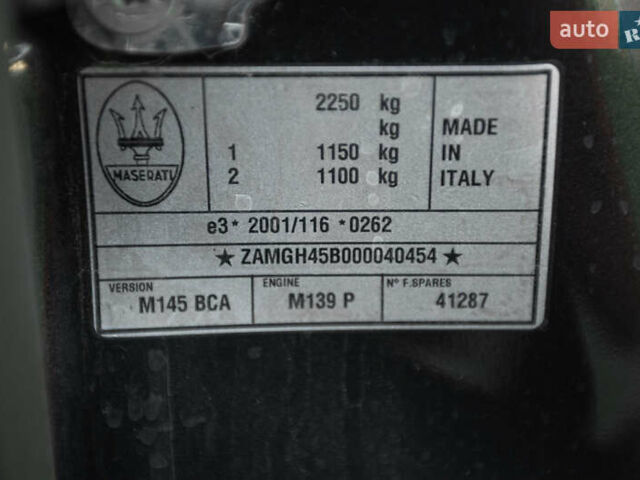 auto
R
MASERATI
2250 kg
kg
1 1150 kg
2 1100 kg
MADE
IN
ITALY
e3* 2001/116 *0262
★ ZAMGH45B000040454 ★
VERSION
M145 BCA
ENGINE
M139 P
N° F.SPARES
41287